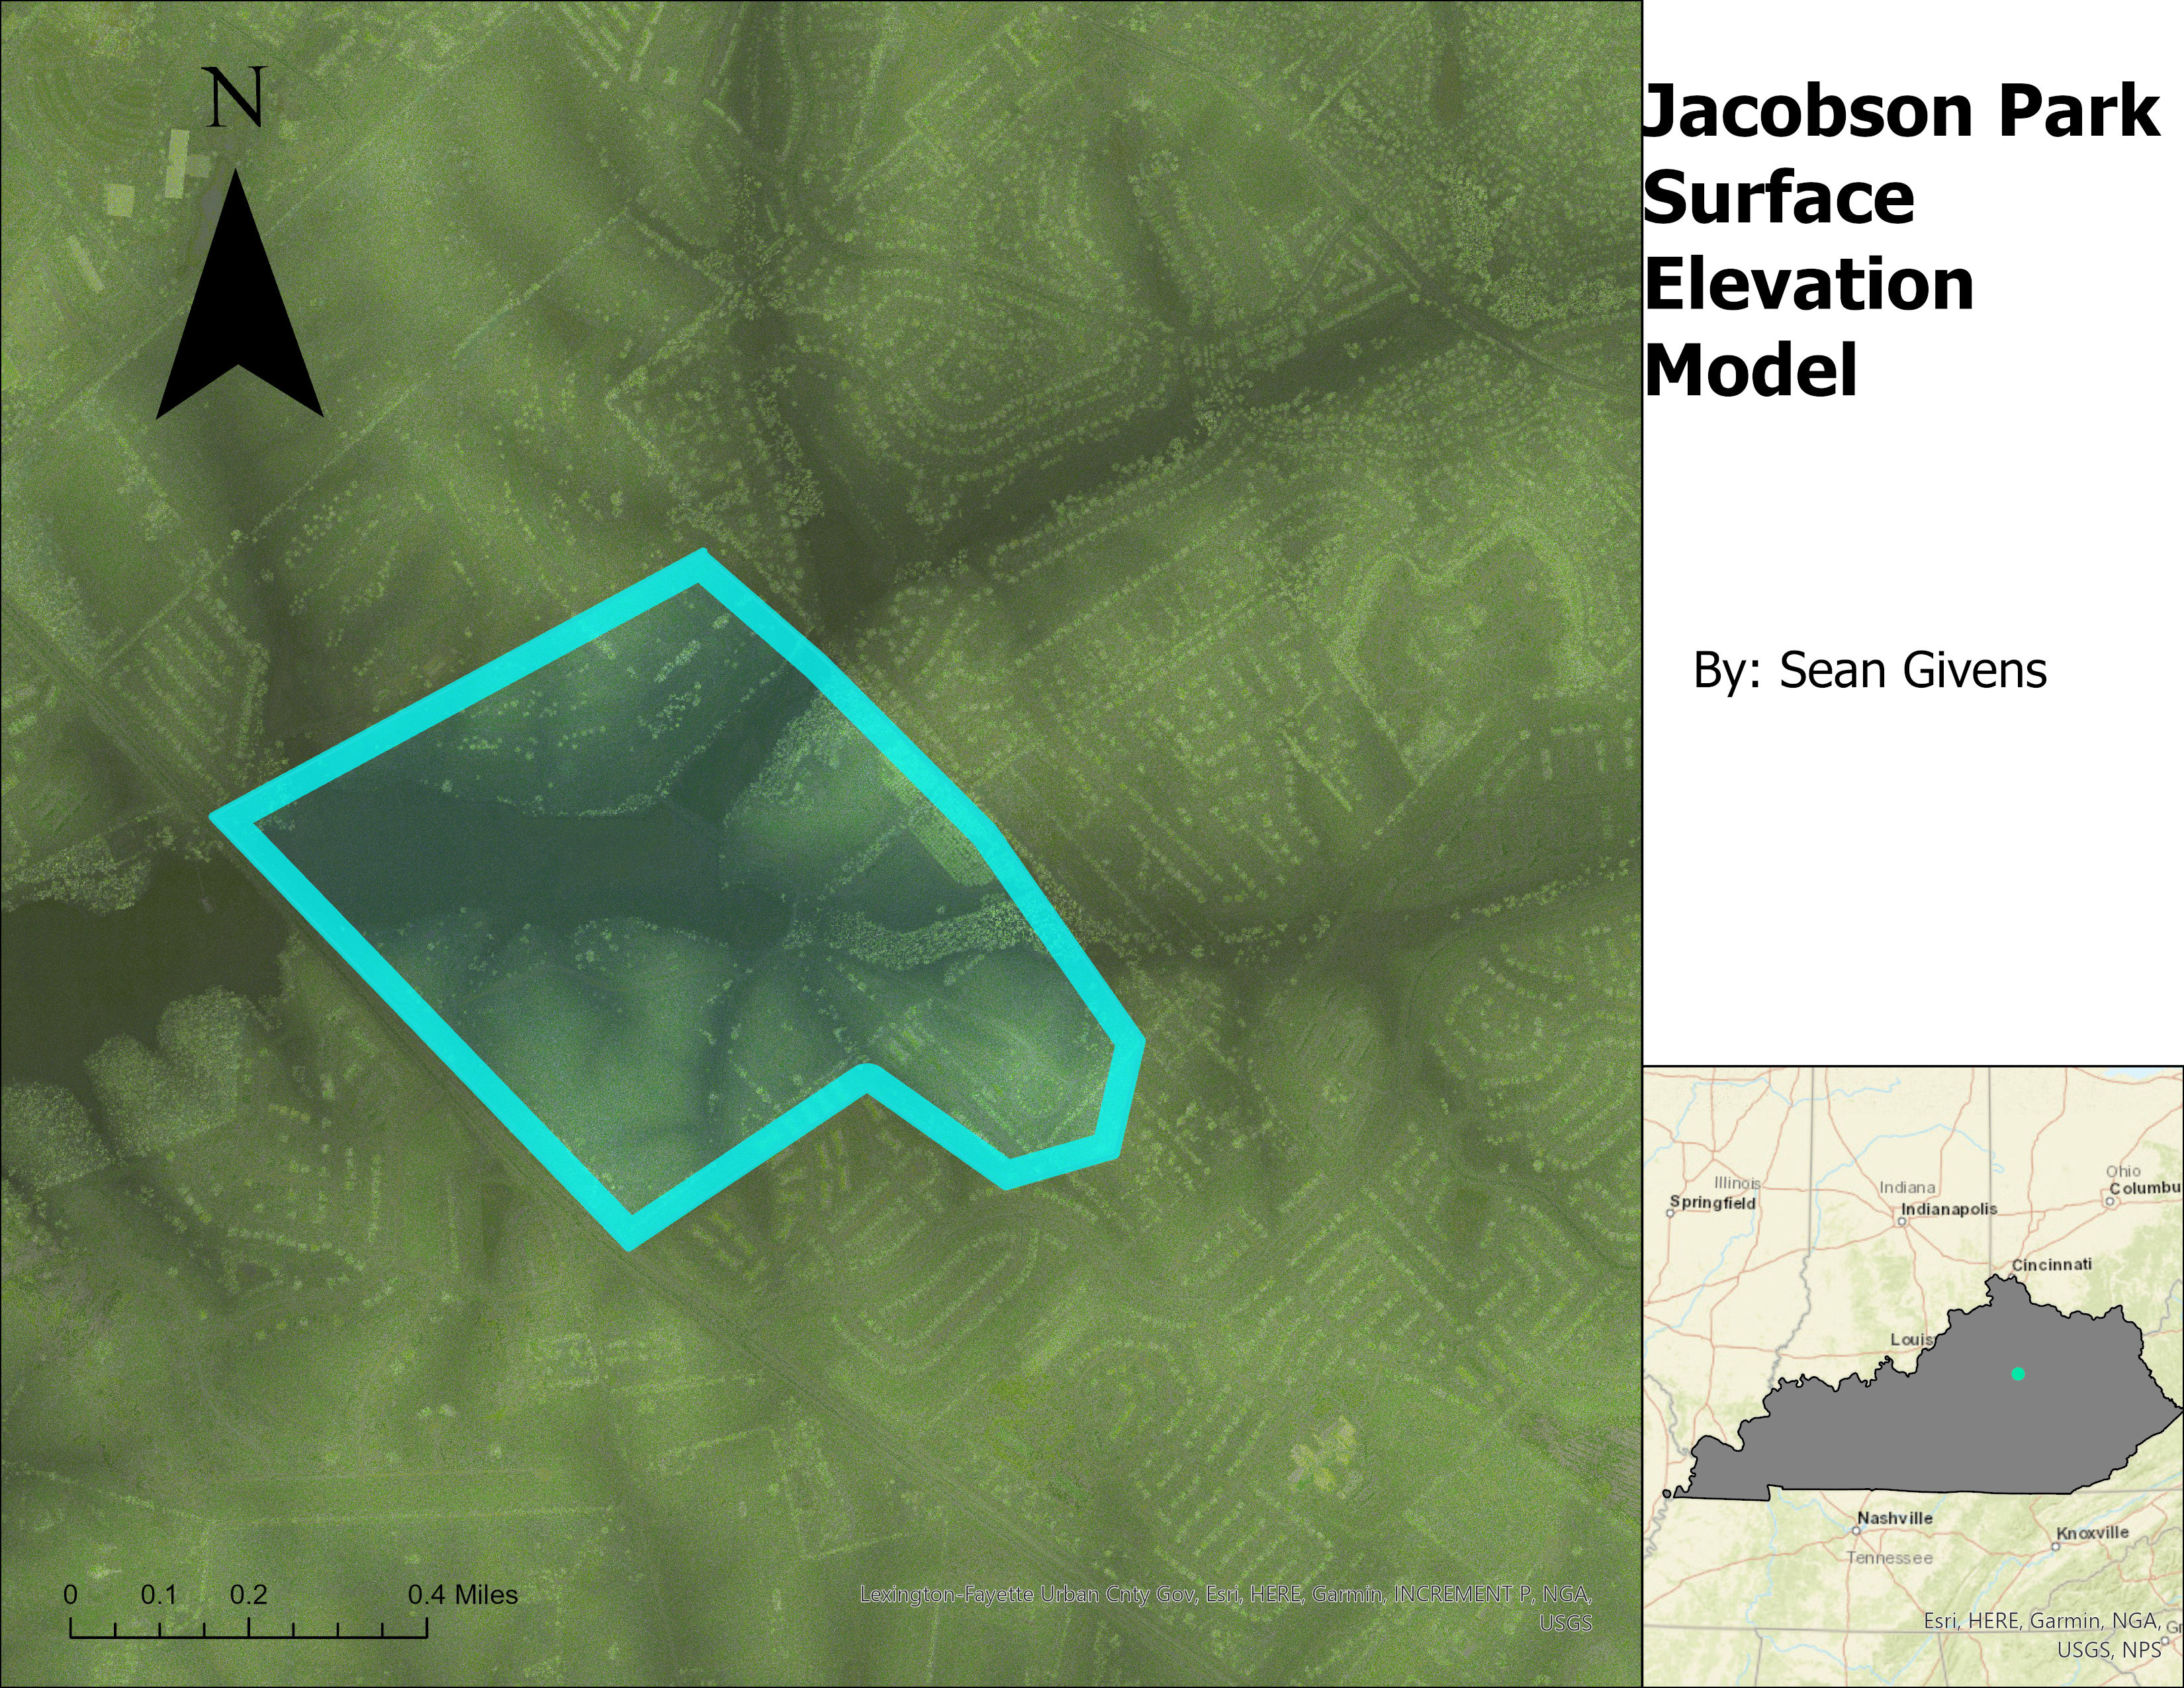 N
Jacobson Park
Surface
Elevation
Model
By: Sean Givens
0 0.1 0.2 0.4 Miles
Lexington-Fayette Urban Cnty Gov, Esri, HERE, Garmin, INCREMENT P, NGA,
USGS
Illinois
Springfield
Indiana
Indianapolis
Ohio
Columbu
Cincinnati
Louis
Nashville
Tennessee
Knoxville
Esri, HERE, Garmin, NGA,
USGS, NPS